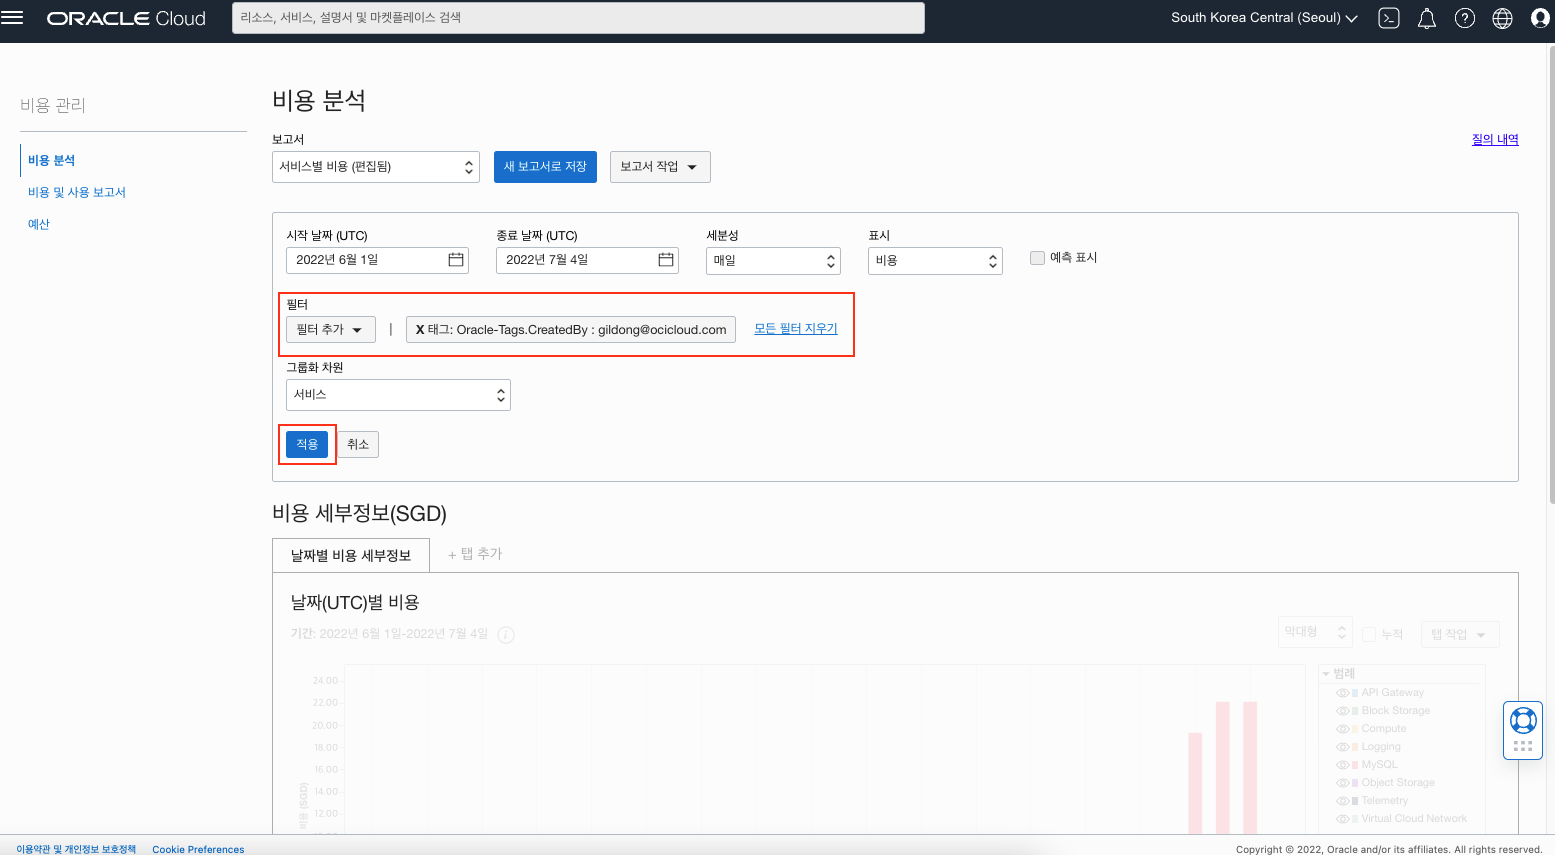 ORACLE Cloud
리소스, 서비스, 설명서 및 마켓플레이스 검색
South Korea Central (Seoul)
비용 관리
비용 분석
비용 및 사용 보고서
예산
비용 분석
질의 내역
보고서
서비스별 비용 (편집됨)
새 보고서로 저장
보고서 작업
시작 날짜 (UTC)
종료 날짜 (UTC)
세분성
표시
2022년 6월 1일
2022년 7월 4일
매일
비용
예측 표시
필터
필터 추가
|
X 태그: Oracle-Tags.CreatedBy : gildong@ocicloud.com
모든 필터 지우기
그룹화 차원
서비스
적용
취소
비용 세부정보(SGD)
날짜별 비용 세부정보
+ 탭 추가
날짜(UTC)별 비용
기간: 2022년 6월 1일-2022년 7월 4일
막대형
누적
탭 작업
24.00
22.00
20.00
18.00
16.00
14.00
12.00
비용 (SGD)
범례
API Gateway
Block Storage
Compute
Logging
MySQL
Object Storage
Telemetry
Virtual Cloud Network
이용약관 및 개인정보 보호정책
Cookie Preferences
Copyright © 2022, Oracle and/or its affiliates. All rights reserved.